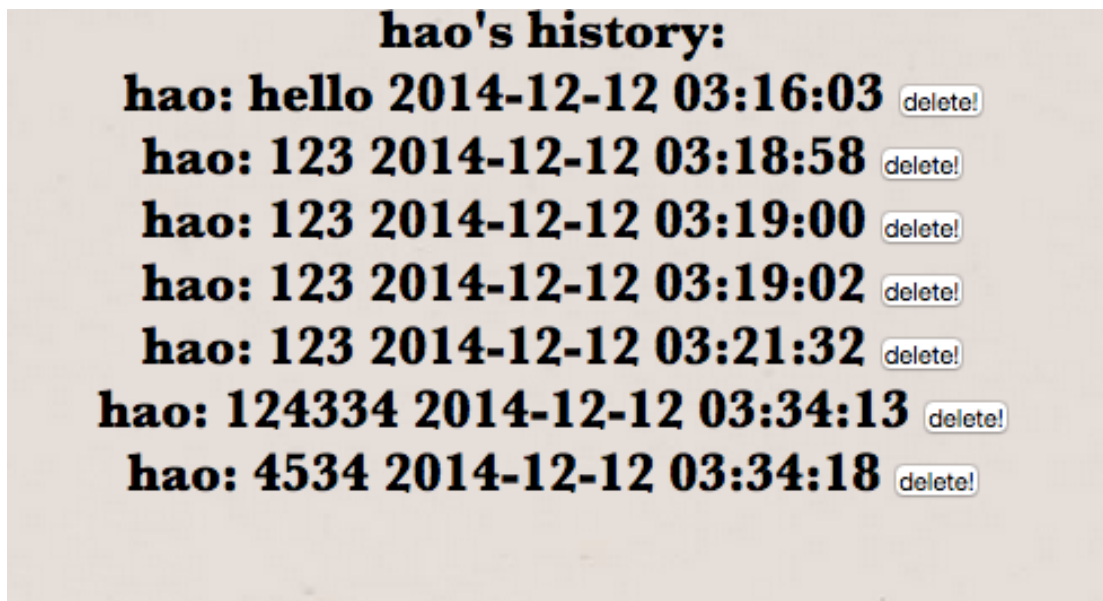 hao's history:
hao: hello 2014-12-12 03:16:03 delete!
hao: 123 2014-12-12 03:18:58 delete!
hao: 123 2014-12-12 03:19:00 delete!
hao: 123 2014-12-12 03:19:02 delete!
hao: 123 2014-12-12 03:21:32 delete!
hao: 124334 2014-12-12 03:34:13 delete!
hao: 4534 2014-12-12 03:34:18 delete!